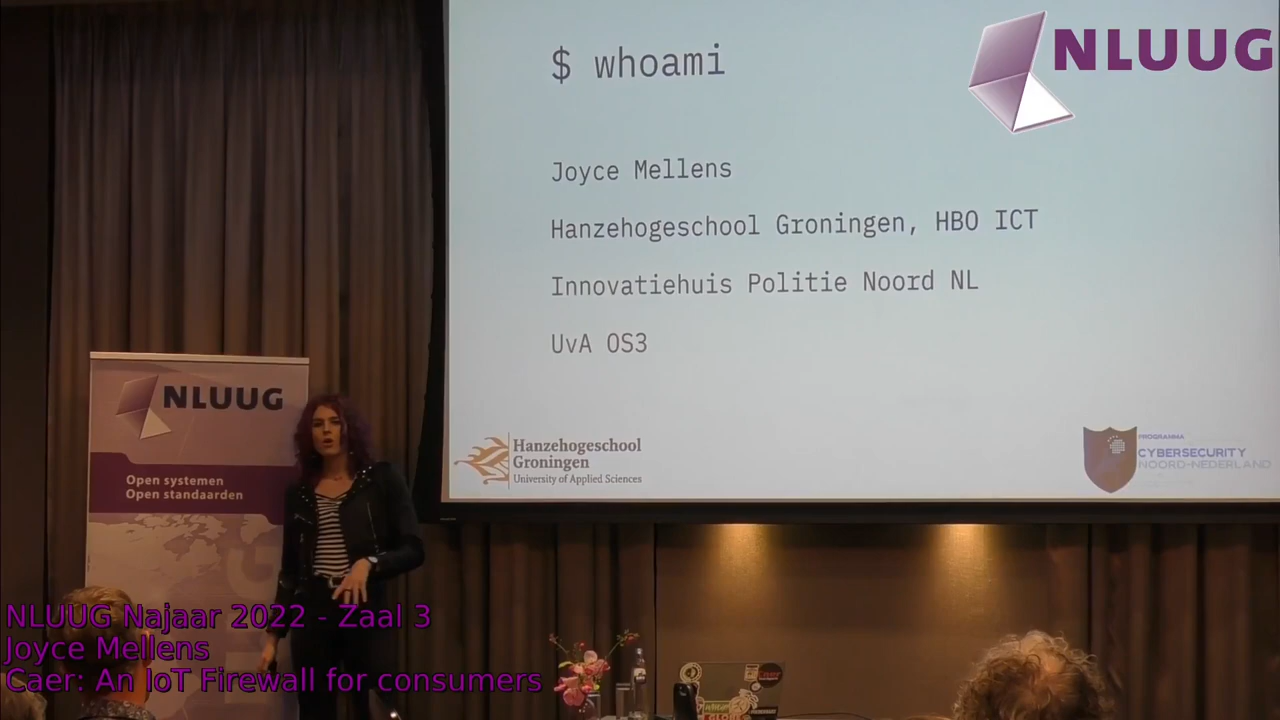 $ whoami
NLUUG
Joyce Mellens
Hanzehogeschool Groningen, HBO ICT
Innovatiehuis Politie Noord NL
UvA OS3
Hanzehogeschool
Groningen
University of Applied Sciences
PROGRAMMA
CYBERSECURITY
NOORD-NEDERLAND
NLUUG
Open systemen
Open standaarden
NLUUG Najaar 2022 - Zaal 3
Joyce Mellens
Caer: An IoT Firewall for consumers